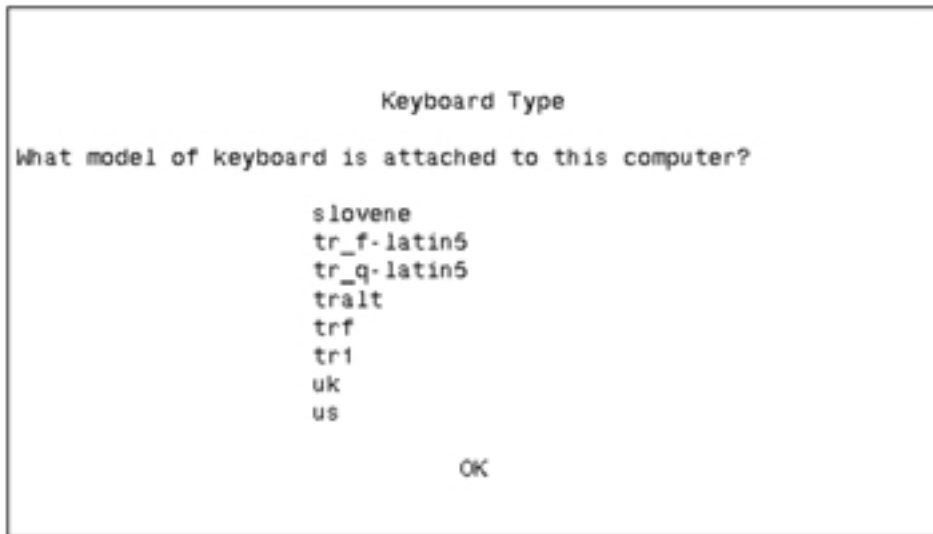 Keyboard Type
What model of keyboard is attached to this computer?
slovene
tr_f-latin5
tr_q-latin5
tralt
trf
tr1
uk
us
OK